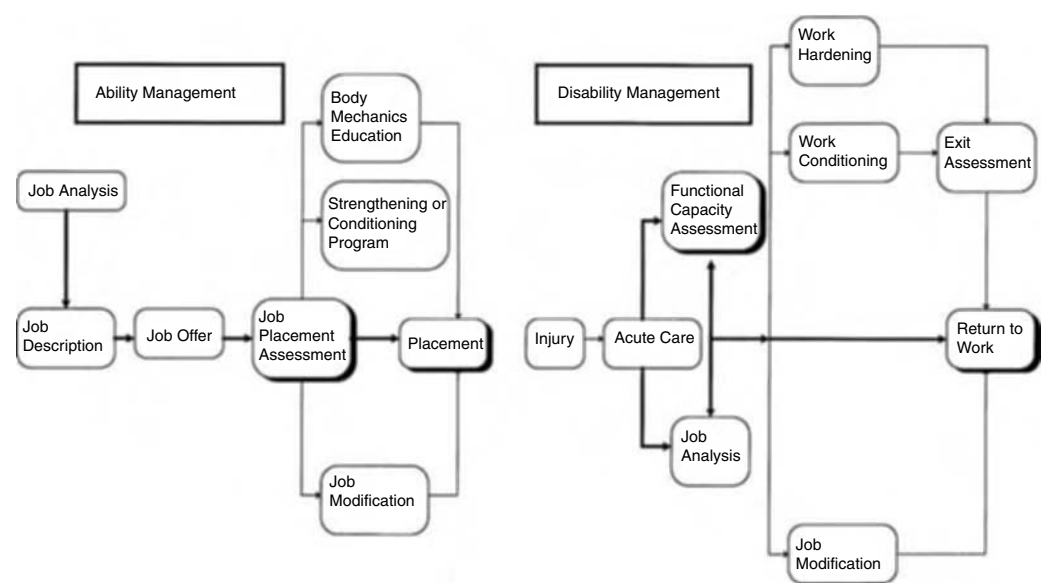 Ability Management
Body
Mechanics
Education
Job Analysis
Strengthening or
Conditioning
Program
Job
Description
Job Offer
Job
Placement
Assessment
Placement
Job
Modification
Disability Management
Work
Hardening
Work
Conditioning
Exit
Assessment
Functional
Capacity
Assessment
Injury
Acute Care
Return to
Work
Job
Analysis
Job
Modification